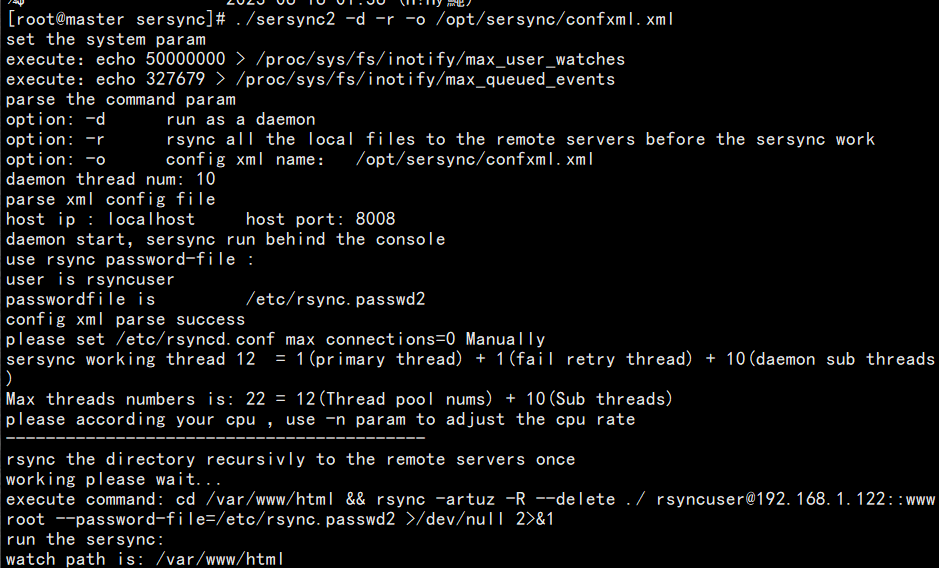 [root@master sersync]# ./sersync2 -d -r -o /opt/sersync/confxml.xml
set the system param
execute：echo 50000000 > /proc/sys/fs/inotify/max_user_watches
execute：echo 327679 > /proc/sys/fs/inotify/max_queued_events
parse the command param
option: -d      run as a daemon
option: -r      rsync all the local files to the remote servers before the sersync work
option: -o      config xml name：  /opt/sersync/confxml.xml
daemon thread num: 10
parse xml config file
host ip : localhost     host port: 8008
daemon start，sersync run behind the console
use rsync password-file :
user is rsyncuser
passwordfile is         /etc/rsync.passwd2
config xml parse success
please set /etc/rsyncd.conf max connections=0 Manually
sersync working thread 12  = 1(primary thread) + 1(fail retry thread) + 10(daemon sub threads
)
Max threads numbers is: 22 = 12(Thread pool nums) + 10(Sub threads)
please according your cpu ，use -n param to adjust the cpu rate
------------------------------------------
rsync the directory recursivly to the remote servers once
working please wait...
execute command: cd /var/www/html && rsync -artuz -R --delete ./ rsyncuser@192.168.1.122::www
root --password-file=/etc/rsync.passwd2 >/dev/null 2>&1
run the sersync:
watch path is: /var/www/html